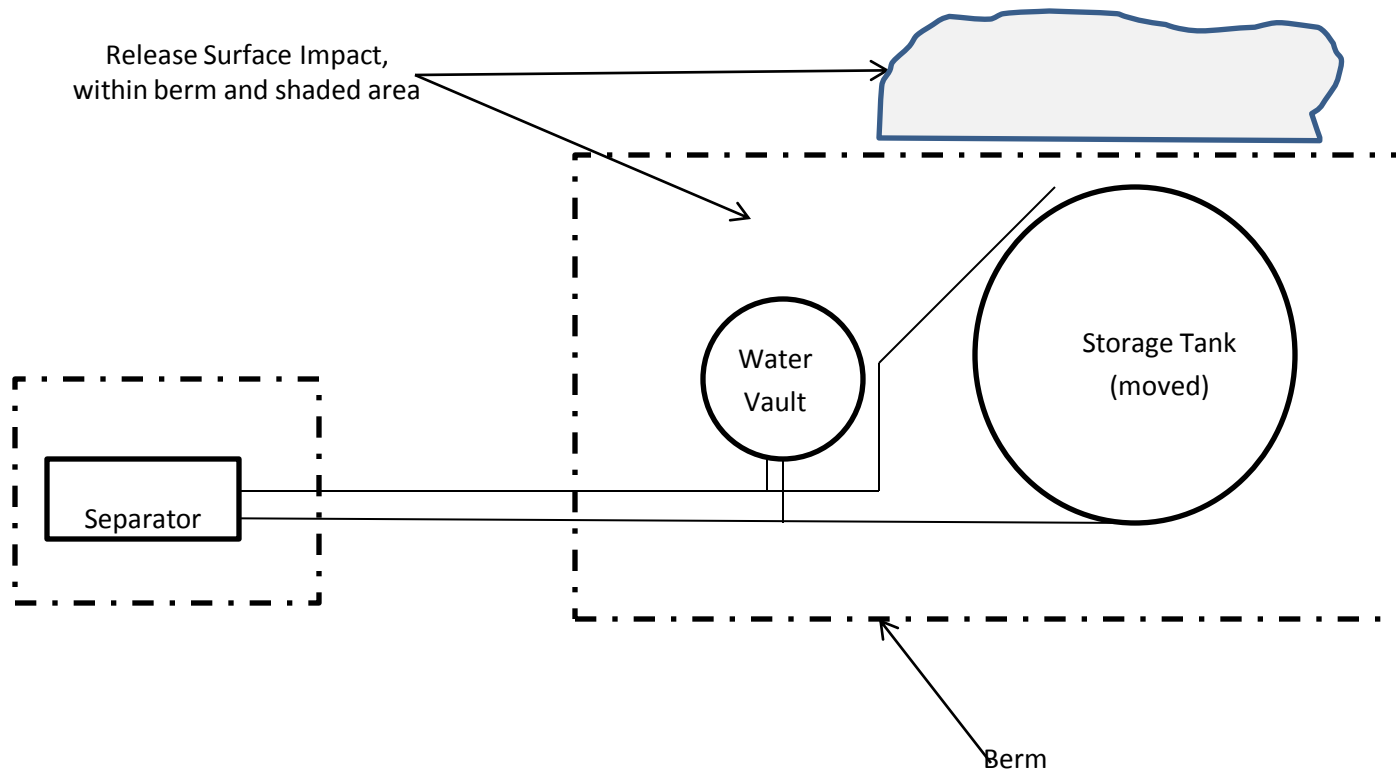 Release Surface Impact,
within berm and shaded area
Water
Vault
Storage Tank
(moved)
Separator
Berm